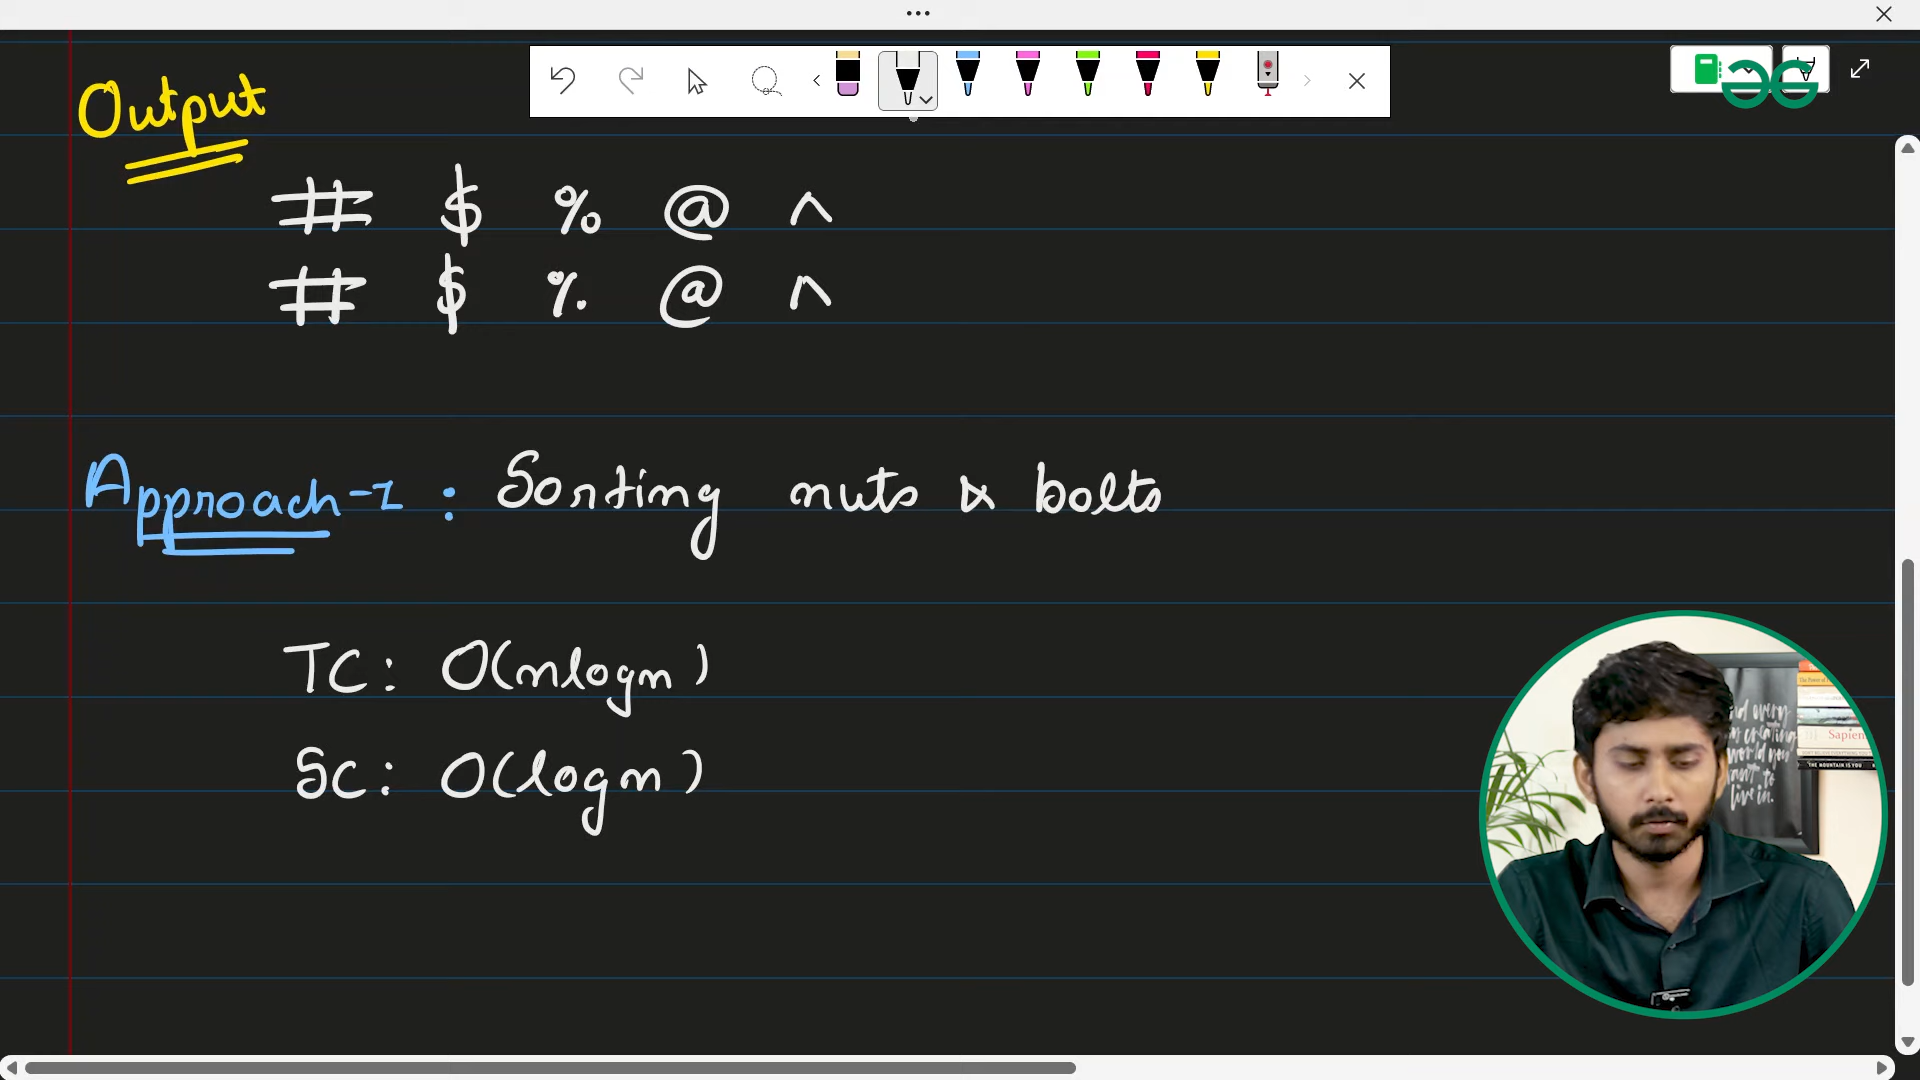 Output
# $ % @ ^
# $ % @ ^
Approach-1 : Sorting nuts & bolts
TC: O(nlogn)
SC: O(logn)